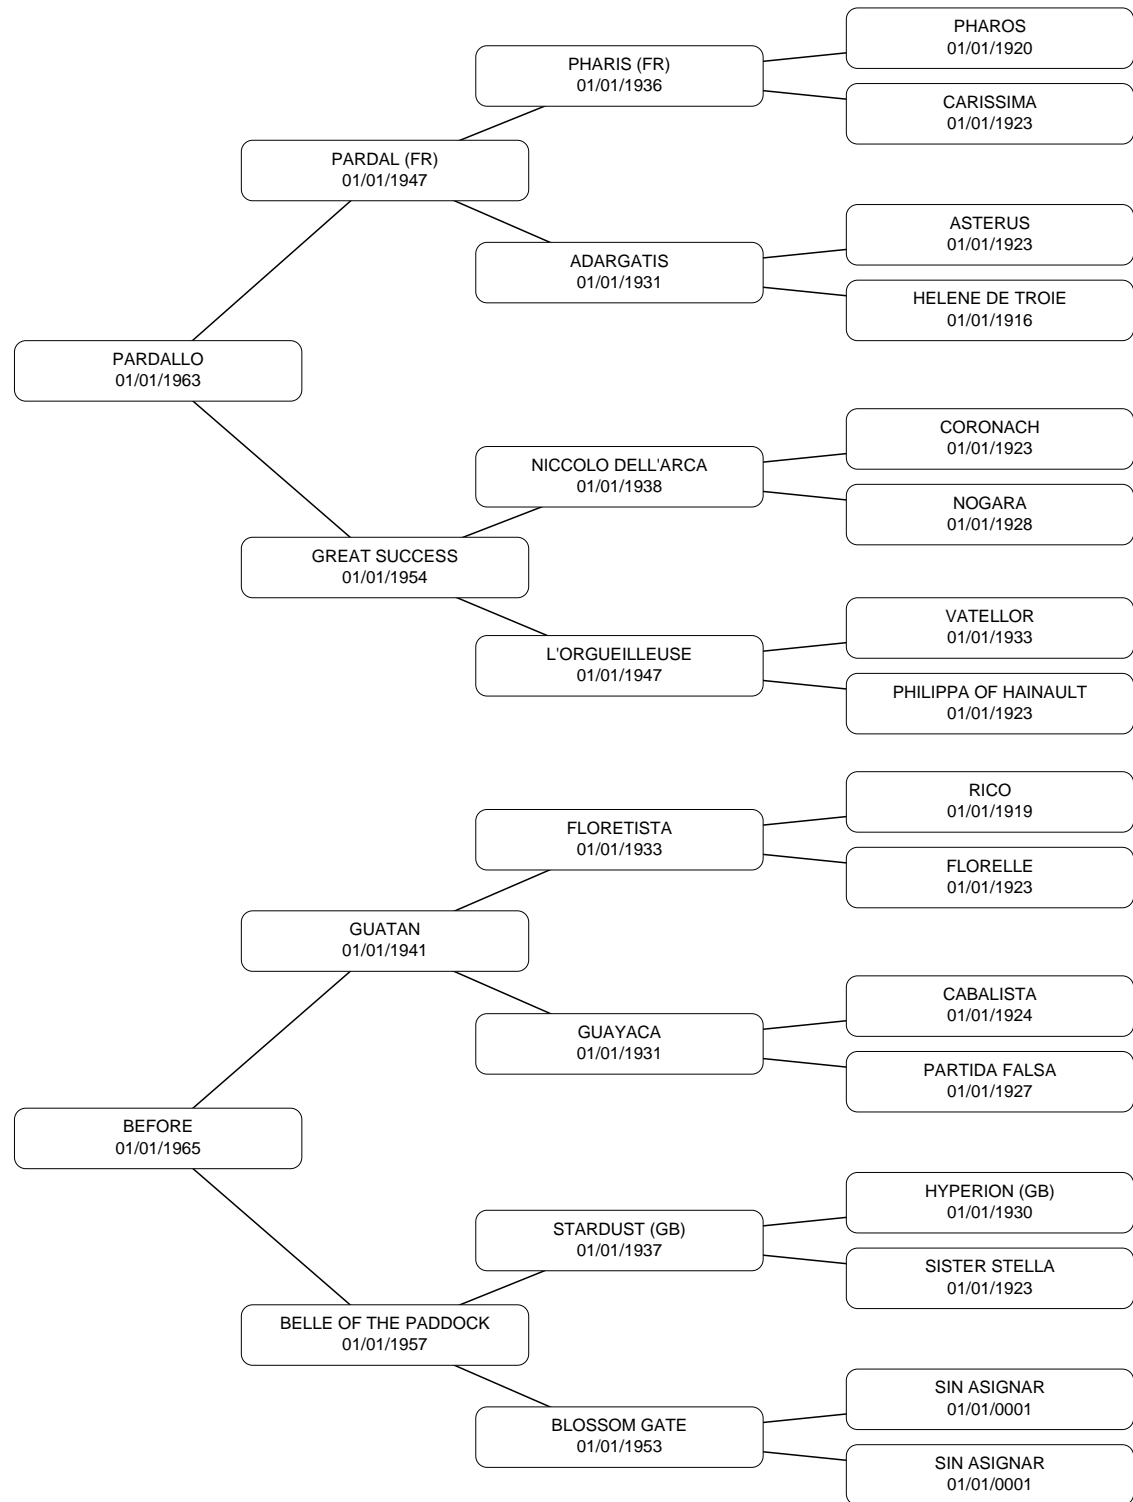 PHAROS
01/01/1920
PHARIS (FR)
01/01/1936
CARISSIMA
01/01/1923
PARDAL (FR)
01/01/1947
ASTERUS
01/01/1923
ADARGATIS
01/01/1931
HELENE DE TROIE
01/01/1916
PARDALLO
01/01/1963
CORONACH
01/01/1923
NICCOLO DELL'ARCA
01/01/1938
NOGARA
01/01/1928
GREAT SUCCESS
01/01/1954
VATELLOR
01/01/1933
L'ORGUEILLEUSE
01/01/1947
PHILIPPA OF HAINAULT
01/01/1923
RICO
01/01/1919
FLORETISTA
01/01/1933
FLORELLE
01/01/1923
GUATAN
01/01/1941
CABALISTA
01/01/1924
GUAYACA
01/01/1931
PARTIDA FALSA
01/01/1927
BEFORE
01/01/1965
HYPERION (GB)
01/01/1930
STARDUST (GB)
01/01/1937
SISTER STELLA
01/01/1923
BELLE OF THE PADDOCK
01/01/1957
SIN ASIGNAR
01/01/0001
BLOSSOM GATE
01/01/1953
SIN ASIGNAR
01/01/0001